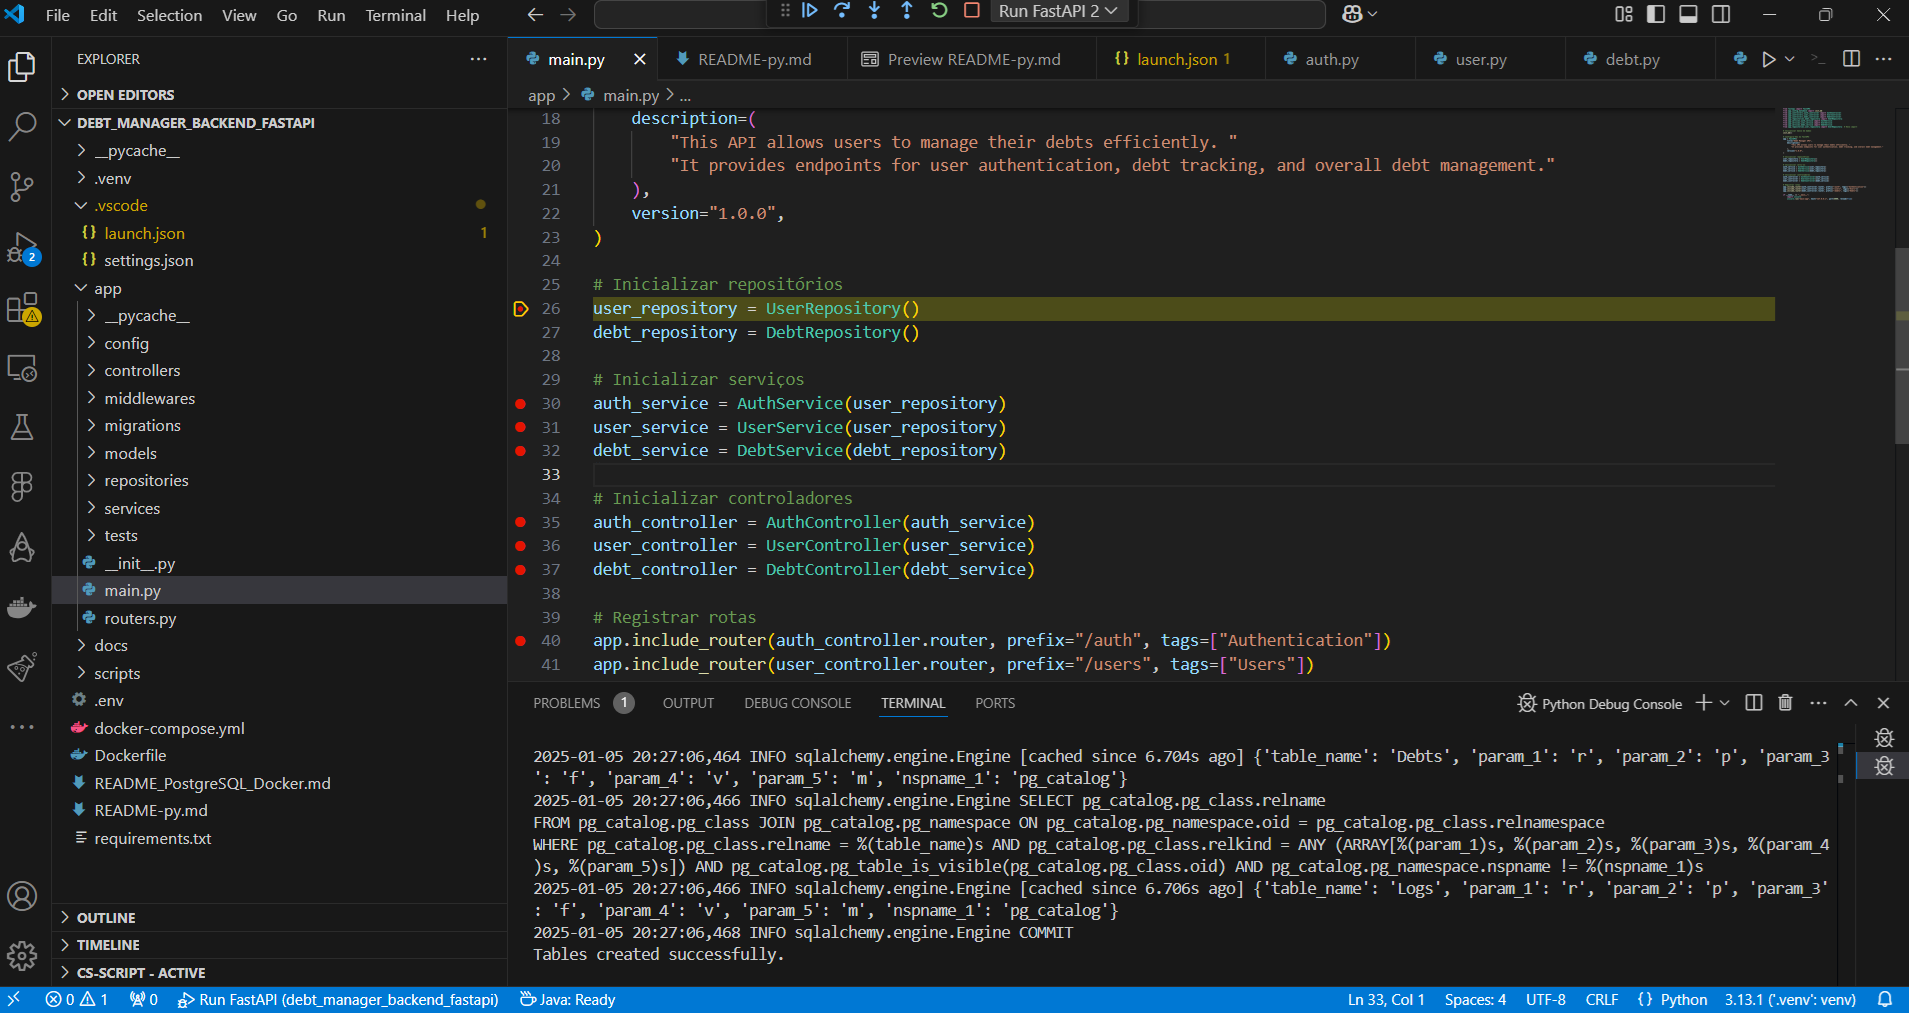 File Edit Selection View Go Run Terminal Help
Run FastAPI 2
EXPLORER
OPEN EDITORS
DEBT_MANAGER_BACKEND_FASTAPI
__pycache__
.venv
.vscode
launch.json 1
settings.json
app
__pycache__
config
controllers
middlewares
migrations
models
repositories
services
tests
__init__.py
main.py
routers.py
docs
scripts
.env
docker-compose.yml
Dockerfile
README_PostgreSQL_Docker.md
README-py.md
requirements.txt
OUTLINE
TIMELINE
CS-SCRIPT - ACTIVE
2
main.py README-py.md Preview README-py.md launch.json 1 auth.py user.py debt.py
app > main.py > ...
18 description=(
19 "This API allows users to manage their debts efficiently. "
20 "It provides endpoints for user authentication, debt tracking, and overall debt management."
21 ),
22 version="1.0.0",
23 )
24
25 # Inicializar repositórios
26 user_repository = UserRepository()
27 debt_repository = DebtRepository()
28
29 # Inicializar serviços
30 auth_service = AuthService(user_repository)
31 user_service = UserService(user_repository)
32 debt_service = DebtService(debt_repository)
33
34 # Inicializar controladores
35 auth_controller = AuthController(auth_service)
36 user_controller = UserController(user_service)
37 debt_controller = DebtController(debt_service)
38
39 # Registrar rotas
40 app.include_router(auth_controller.router, prefix="/auth", tags=["Authentication"])
41 app.include_router(user_controller.router, prefix="/users", tags=["Users"])
PROBLEMS 1 OUTPUT DEBUG CONSOLE TERMINAL PORTS
Python Debug Console
2025-01-05 20:27:06,464 INFO sqlalchemy.engine.Engine [cached since 6.704s ago] {'table_name': 'Debts', 'param_1': 'r', 'param_2': 'p', 'param_3
': 'f', 'param_4': 'v', 'param_5': 'm', 'nspname_1': 'pg_catalog'}
2025-01-05 20:27:06,466 INFO sqlalchemy.engine.Engine SELECT pg_catalog.pg_class.relname
FROM pg_catalog.pg_class JOIN pg_catalog.pg_namespace ON pg_catalog.pg_namespace.oid = pg_catalog.pg_class.relnamespace
WHERE pg_catalog.pg_class.relname = %(table_name)s AND pg_catalog.pg_class.relkind = ANY (ARRAY[%(param_1)s, %(param_2)s, %(param_3)s, %(param_4
)s, %(param_5)s]) AND pg_catalog.pg_table_is_visible(pg_catalog.pg_class.oid) AND pg_catalog.pg_namespace.nspname != %(nspname_1)s
2025-01-05 20:27:06,466 INFO sqlalchemy.engine.Engine [cached since 6.706s ago] {'table_name': 'Logs', 'param_1': 'r', 'param_2': 'p', 'param_3'
: 'f', 'param_4': 'v', 'param_5': 'm', 'nspname_1': 'pg_catalog'}
2025-01-05 20:27:06,468 INFO sqlalchemy.engine.Engine COMMIT
Tables created successfully.
0 1 0 Run FastAPI (debt_manager_backend_fastapi) Java: Ready
Ln 33, Col 1 Spaces: 4 UTF-8 CRLF {} Python 3.13.1 ('.venv': venv)